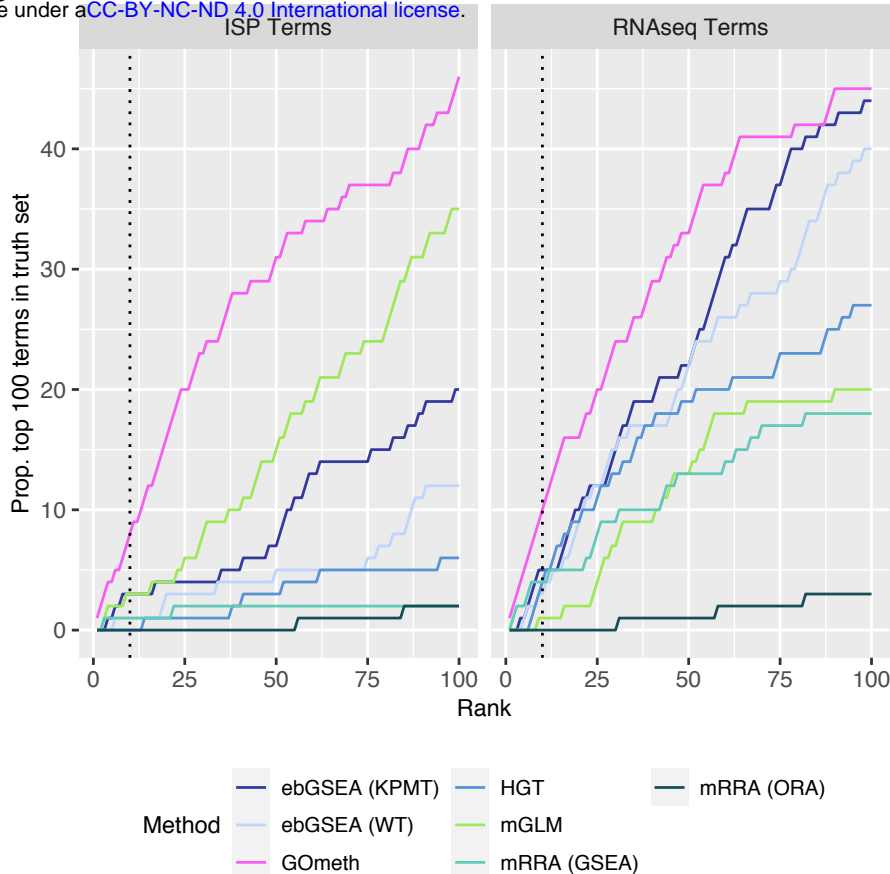 e under aCC-BY-NC-ND 4.0 International license.
ISP Terms
RNAseq Terms
Prop. top 100 terms in truth set
40
30
20
10
0
0 25 50 75 100 0 25 50 75 100
Rank
Method
ebGSEA (KPMT) HGT mRRA (ORA)
ebGSEA (WT) mGLM
GOmeth mRRA (GSEA)